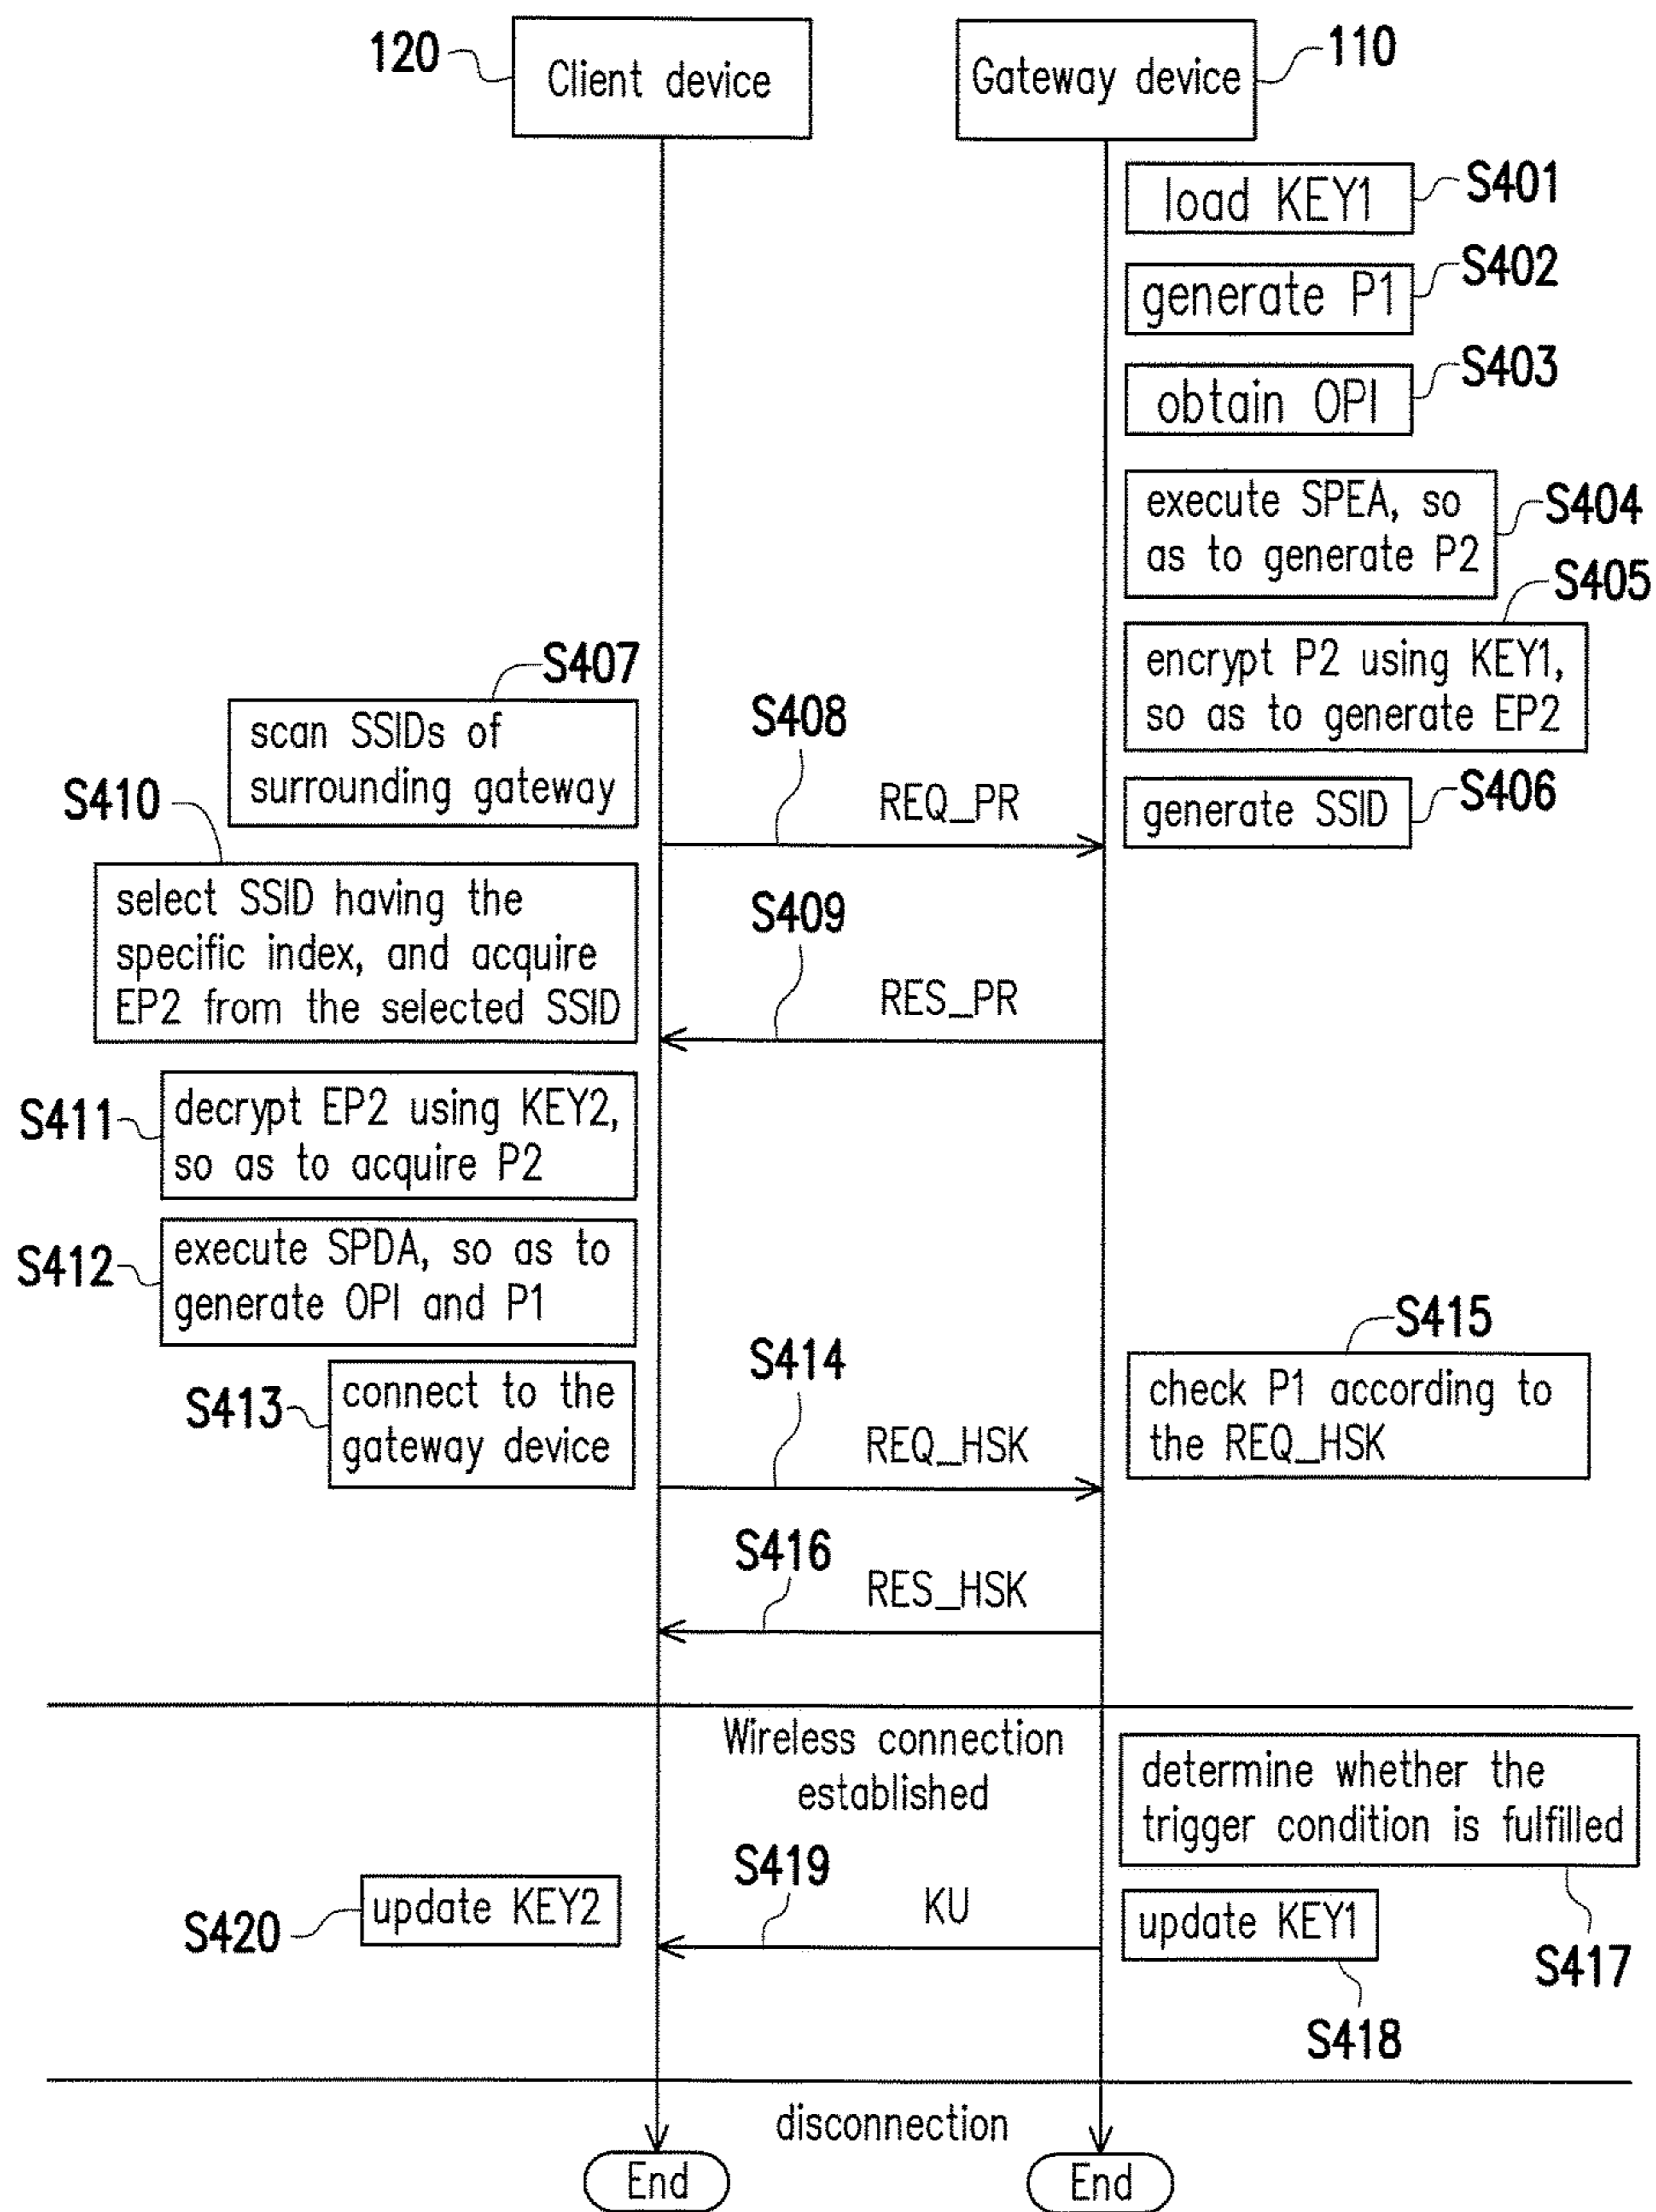 120
Client device
Gateway device
110
load KEY1
S401
generate P1
S402
obtain OPI
S403
execute SPEA, so
as to generate P2
S404
S405
encrypt P2 using KEY1,
so as to generate EP2
S407
scan SSIDs of
surrounding gateway
S408
REQ_PR
generate SSID
S406
S410
select SSID having the
specific index, and acquire
EP2 from the selected SSID
S409
RES_PR
S411
decrypt EP2 using KEY2,
so as to acquire P2
S412
execute SPDA, so as to
generate OPI and P1
S413
connect to the
gateway device
S414
REQ_HSK
S415
check P1 according to
the REQ_HSK
S416
RES_HSK
Wireless connection
established
determine whether the
trigger condition is fulfilled
S417
S420
update KEY2
S419
KU
update KEY1
S418
disconnection
End
End